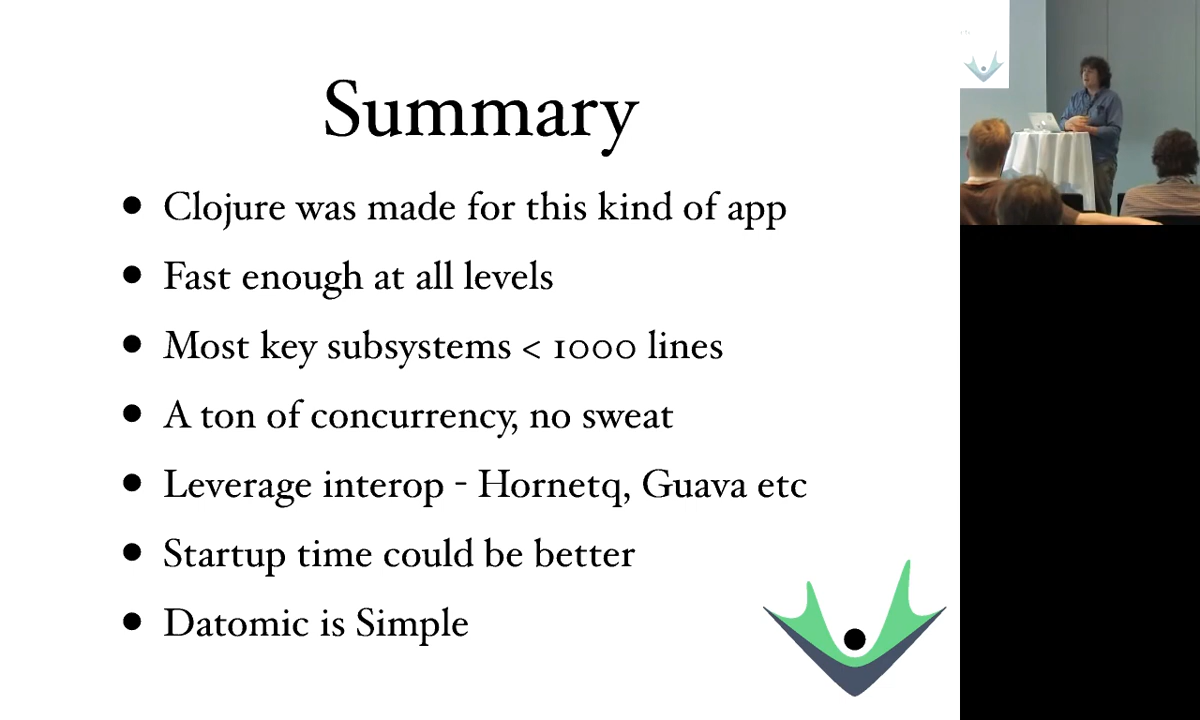 Summary
• Clojure was made for this kind of app
• Fast enough at all levels
• Most key subsystems < 1000 lines
• A ton of concurrency, no sweat
• Leverage interop - Hornetq, Guava etc
• Startup time could be better
• Datomic is Simple